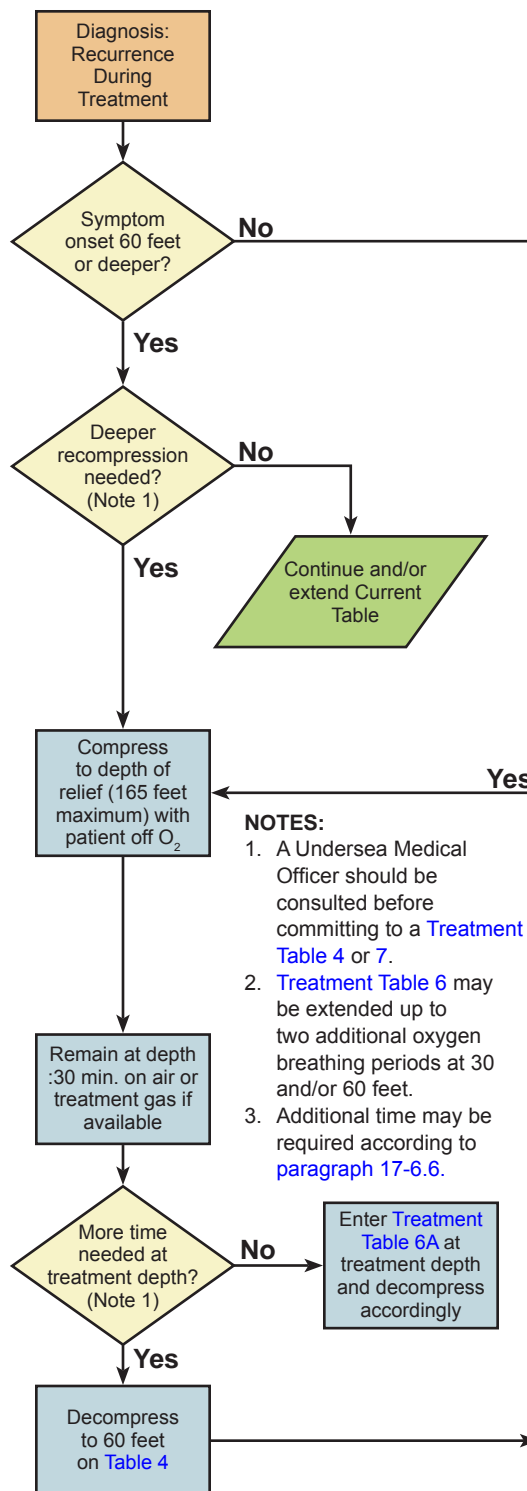 Diagnosis:
Recurrence
During
Treatment
Symptom
onset 60 feet
or deeper?
No
Yes
Deeper
recompression
needed?
(Note 1)
No
Yes
Continue and/or
extend Current
Table
Compress
to depth of
relief (165 feet
maximum) with
patient off O₂
Yes
NOTES:
1. A Undersea Medical
Officer should be
consulted before
committing to a Treatment
Table 4 or 7.
2. Treatment Table 6 may
be extended up to
two additional oxygen
breathing periods at 30
and/or 60 feet.
3. Additional time may be
required according to
paragraph 17-6.6.
Remain at depth
:30 min. on air or
treatment gas if
available
More time
needed at
treatment depth?
(Note 1)
No
Enter Treatment
Table 6A at
treatment depth
and decompress
accordingly
Yes
Decompress
to 60 feet
on Table 4